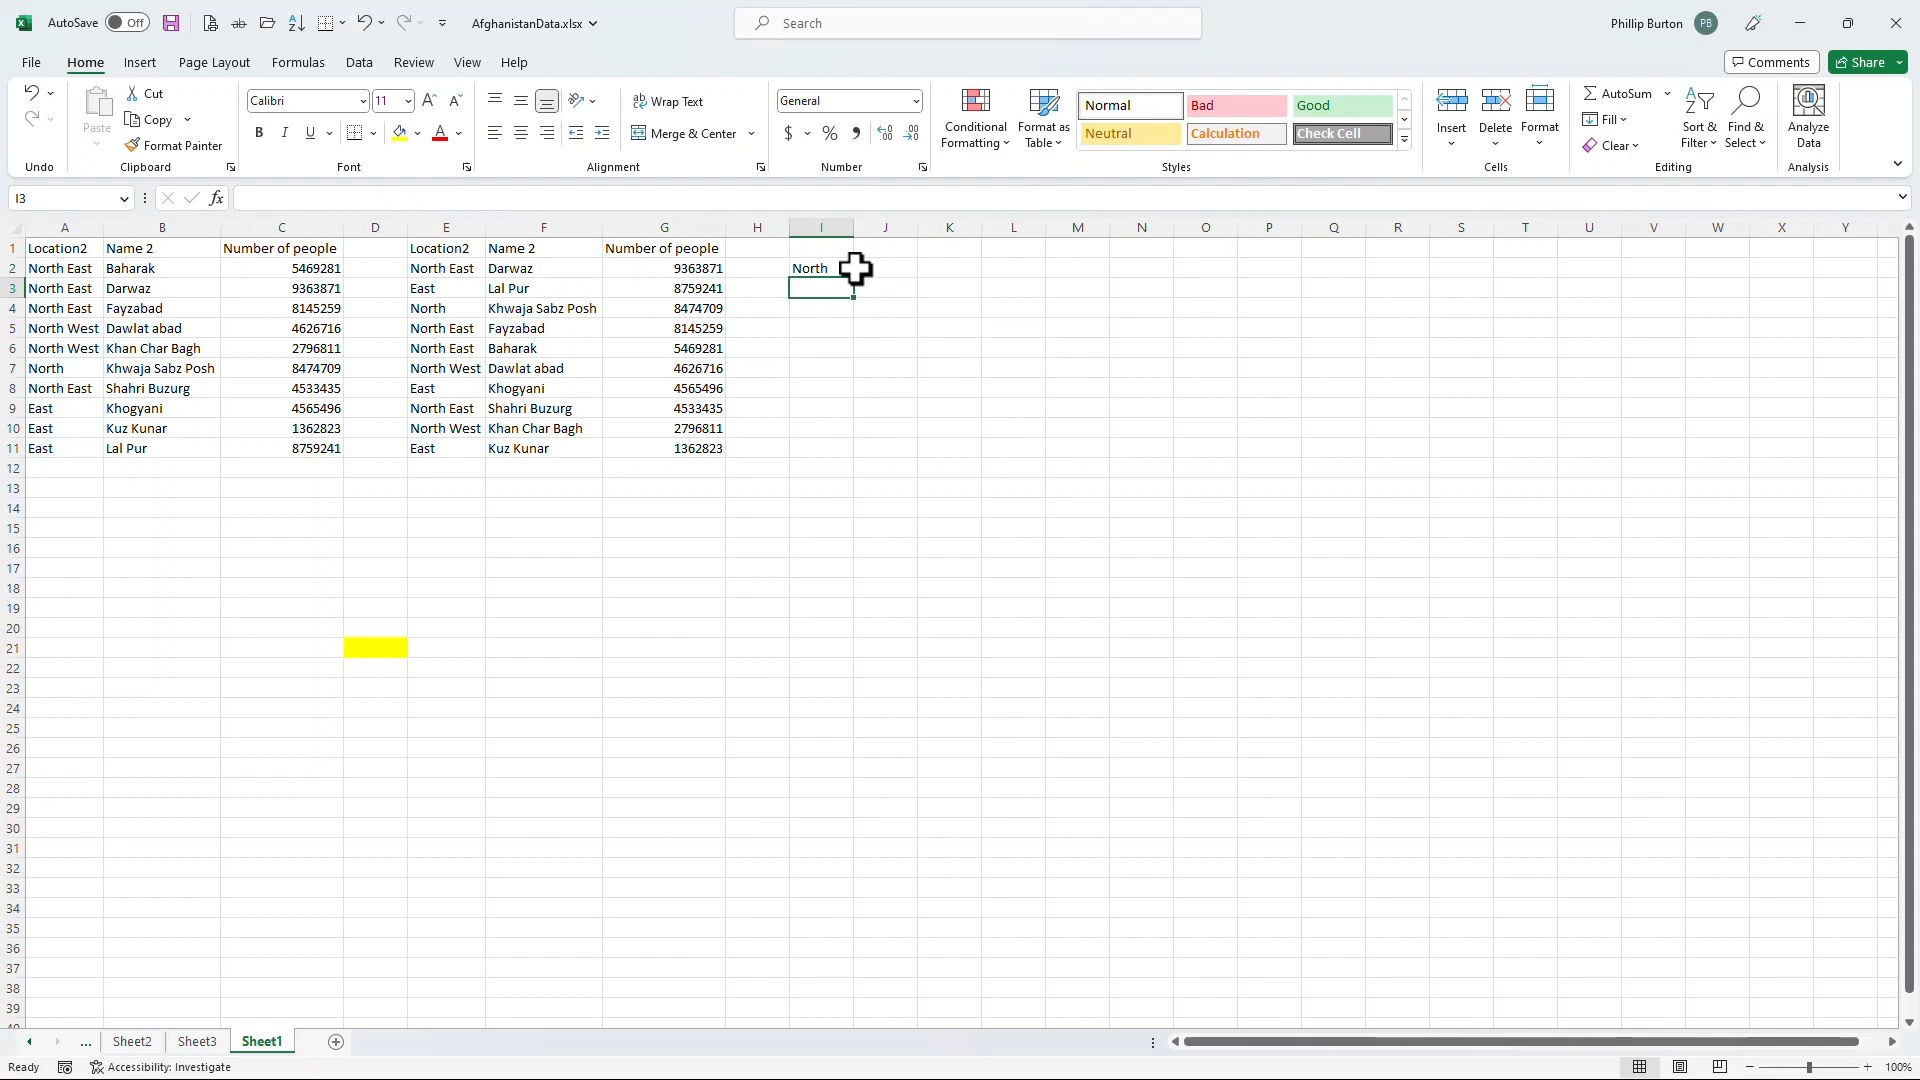 AutoSave Off ab AfghanistanData.xlsx Search Phillip Burton PB
File Home Insert Page Layout Formulas Data Review View Help Comments Share
Paste Cut Copy Format Painter
Calibri 11 B I U A
Wrap Text Merge & Center
General $ % ,
Conditional Formatting Format as Table
Normal Bad Good
Neutral Calculation Check Cell
Insert Delete Format
AutoSum Fill Clear
Sort & Filter Find & Select
Analyze Data
Undo Clipboard Font Alignment Number Styles Cells Editing Analysis
I3 fx
A B C D E F G H I J K L M N O P Q R S T U V W X Y
1 Location2 Name 2 Number of people Location2 Name 2 Number of people
2 North East Baharak 5469281 North East Darwaz 9363871 North
3 North East Darwaz 9363871 East Lal Pur 8759241
4 North East Fayzabad 8145259 North Khwaja Sabz Posh 8474709
5 North West Dawlat abad 4626716 North East Fayzabad 8145259
6 North West Khan Char Bagh 2796811 North East Baharak 5469281
7 North Khwaja Sabz Posh 8474709 North West Dawlat abad 4626716
8 North East Shahri Buzurg 4533435 East Khogyani 4565496
9 East Khogyani 4565496 North East Shahri Buzurg 4533435
10 East Kuz Kunar 1362823 North West Khan Char Bagh 2796811
11 East Lal Pur 8759241 East Kuz Kunar 1362823
12
13
14
15
16
17
18
19
20
21
22
23
24
25
26
27
28
29
30
31
32
33
34
35
36
37
38
39
... Sheet2 Sheet3 Sheet1
Ready Accessibility: Investigate 100%